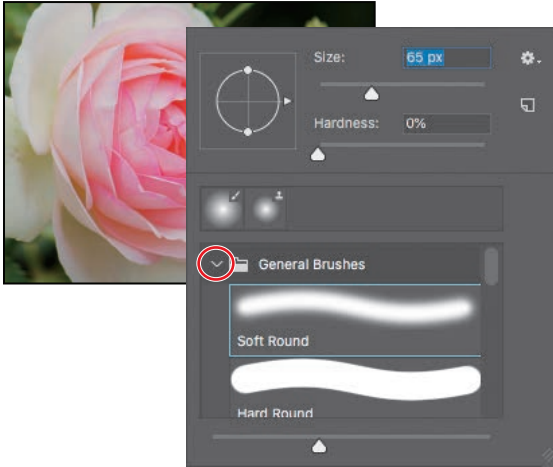 Size: 65 px
Hardness: 0%
General Brushes
Soft Round
Hard Round